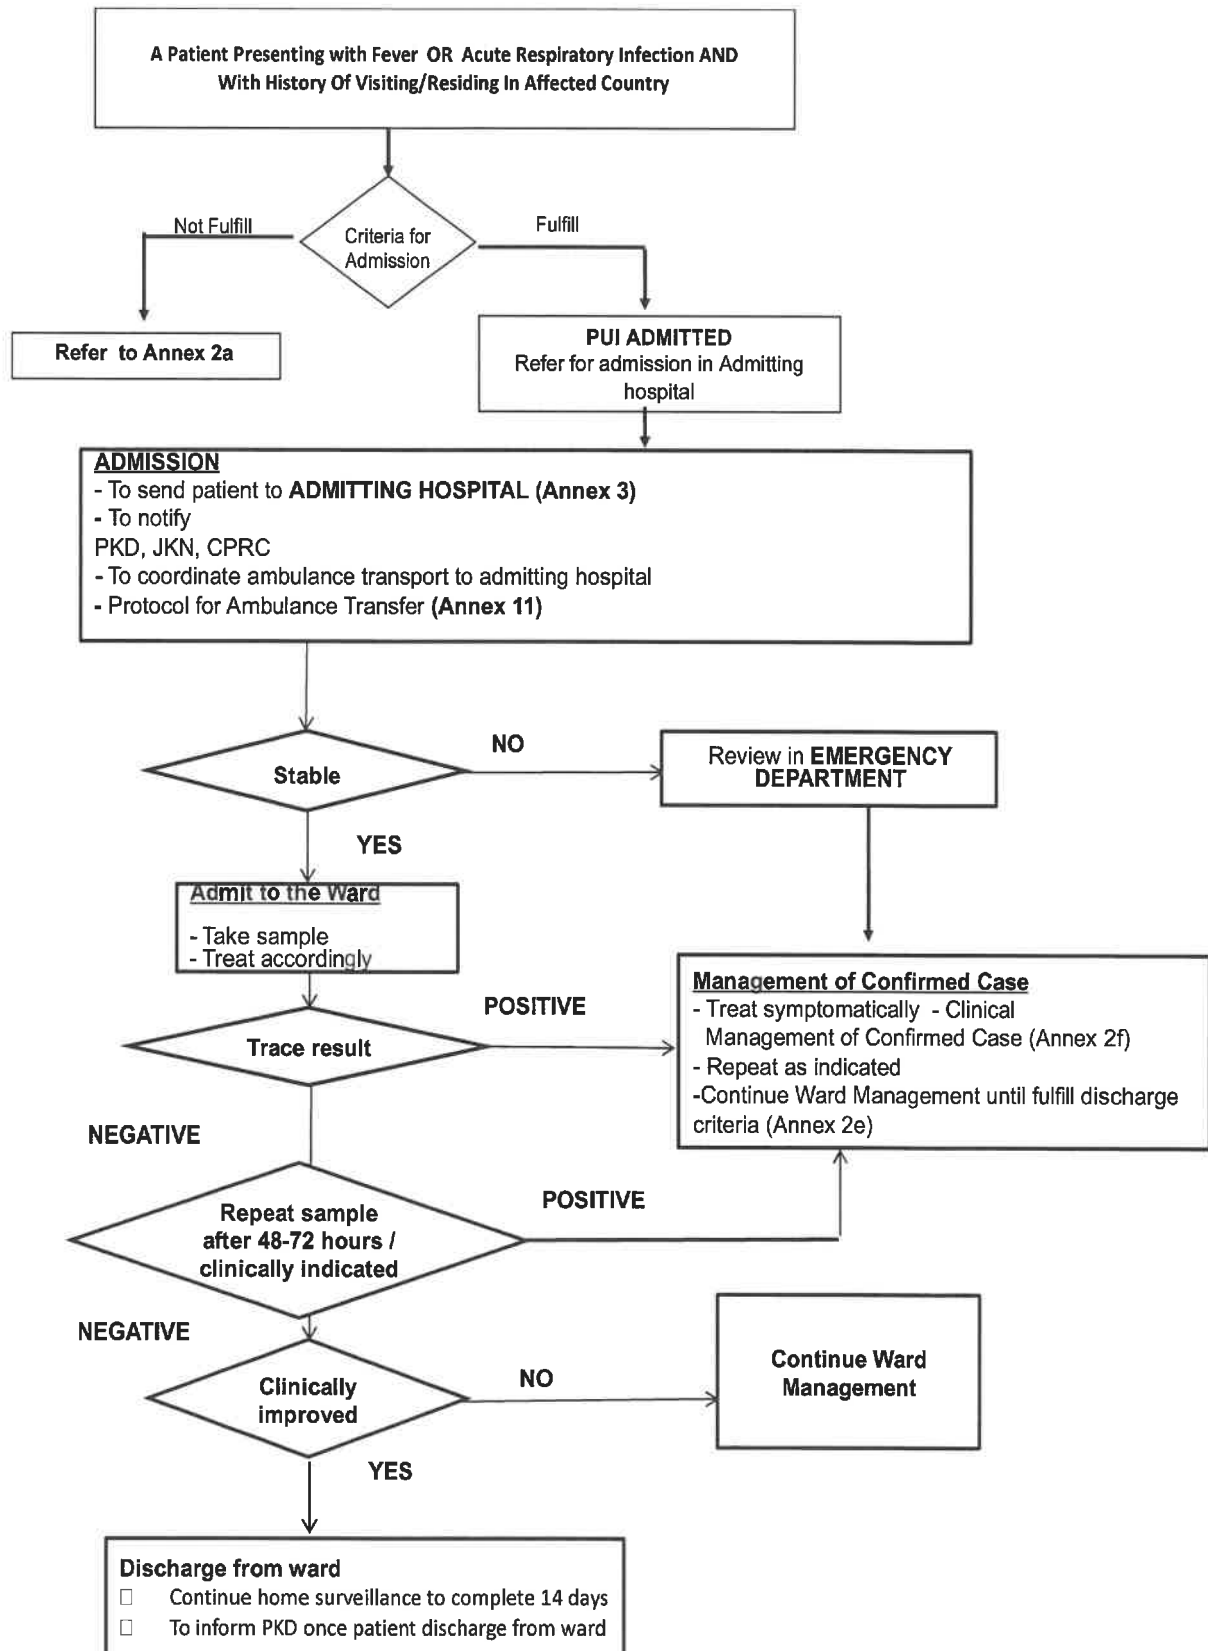 A Patient Presenting with Fever OR Acute Respiratory Infection AND
With History Of Visiting/Residing In Affected Country
Not Fulfill
Criteria for
Admission
Fulfill
Refer to Annex 2a
PUI ADMITTED
Refer for admission in Admitting
hospital
ADMISSION
- To send patient to ADMITTING HOSPITAL (Annex 3)
- To notify
PKD, JKN, CPRC
- To coordinate ambulance transport to admitting hospital
- Protocol for Ambulance Transfer (Annex 11)
Stable
NO
Review in EMERGENCY
DEPARTMENT
YES
Admit to the Ward
- Take sample
- Treat accordingly
Trace result
POSITIVE
Management of Confirmed Case
- Treat symptomatically - Clinical
Management of Confirmed Case (Annex 2f)
- Repeat as indicated
-Continue Ward Management until fulfill discharge
criteria (Annex 2e)
NEGATIVE
Repeat sample
after 48-72 hours /
clinically indicated
POSITIVE
NEGATIVE
Clinically
improved
NO
Continue Ward
Management
YES
Discharge from ward
□ Continue home surveillance to complete 14 days
□ To inform PKD once patient discharge from ward